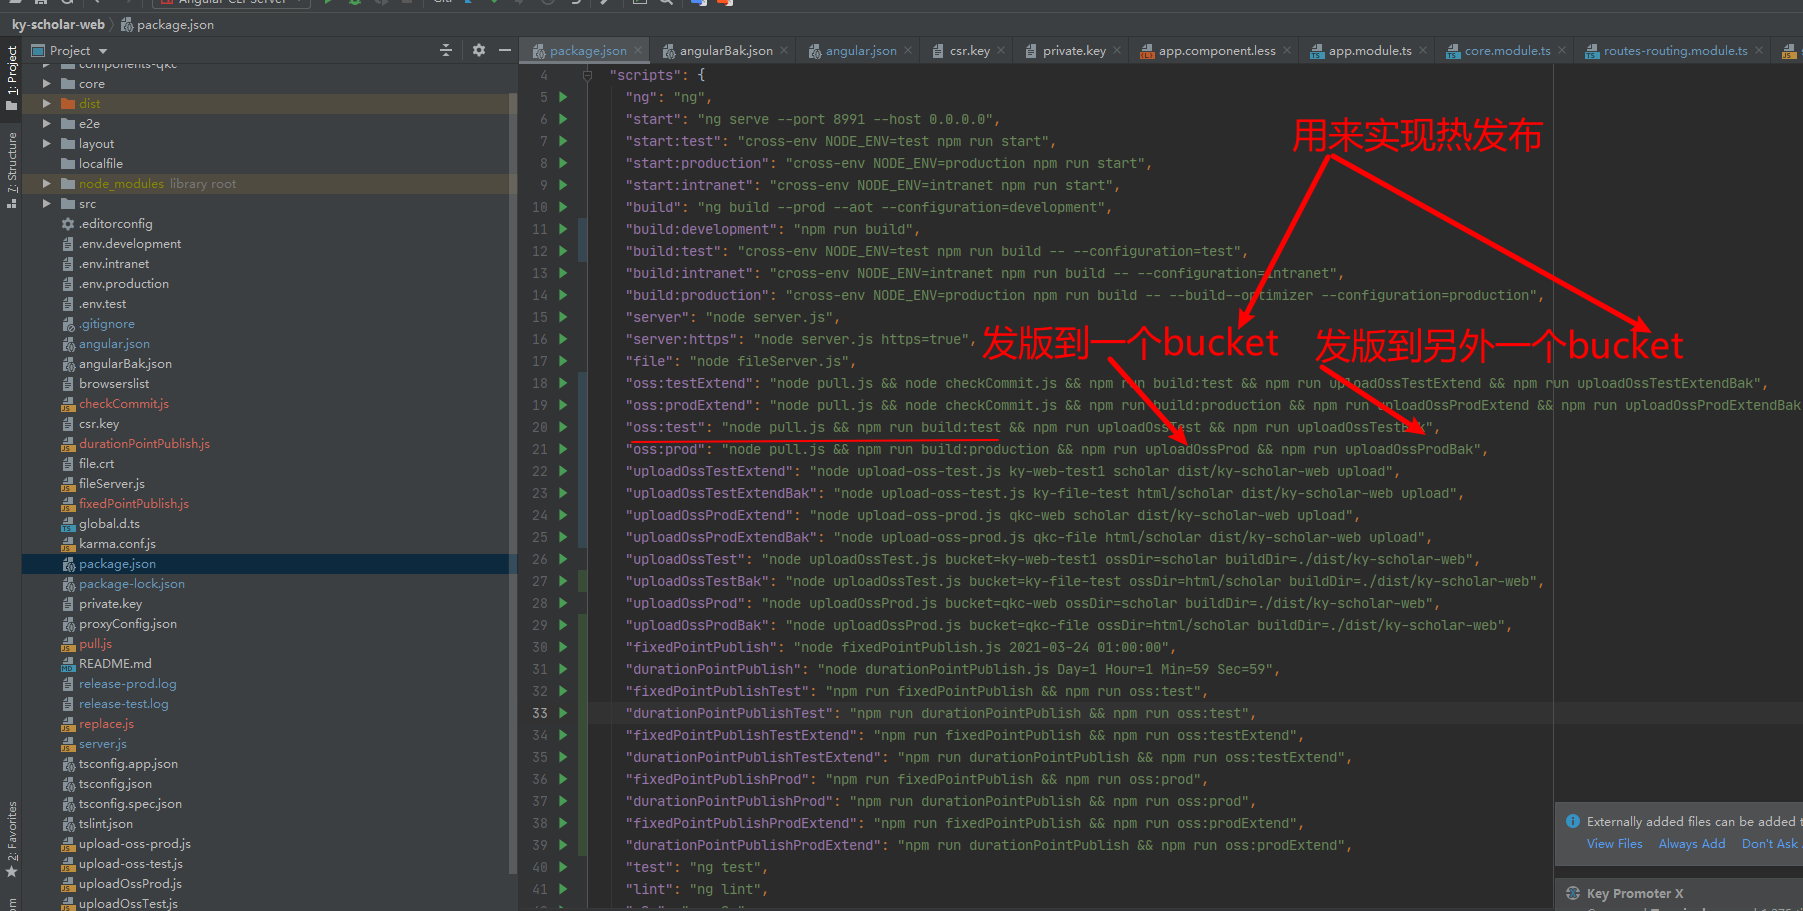 ky-scholar-web
package.json
Project
package.json
angularBak.json
angular.json
csr.key
private.key
app.component.less
app.module.ts
core.module.ts
routes-routing.module.ts
1: Project
7: Structure
2: Favorites
components-qkc
core
dist
e2e
layout
localfile
node_modules library root
src
.editorconfig
.env.development
.env.intranet
.env.production
.env.test
.gitignore
angular.json
angularBak.json
browserslist
checkCommit.js
csr.key
durationPointPublish.js
file.crt
fileServer.js
fixedPointPublish.js
global.d.ts
karma.conf.js
package.json
package-lock.json
private.key
proxyConfig.json
pull.js
README.md
release-prod.log
release-test.log
replace.js
server.js
tsconfig.app.json
tsconfig.json
tsconfig.spec.json
tslint.json
upload-oss-prod.js
upload-oss-test.js
uploadOssProd.js
uploadOssTest.js
4 "scripts": {
5 "ng": "ng",
6 "start": "ng serve --port 8991 --host 0.0.0.0",
7 "start:test": "cross-env NODE_ENV=test npm run start",
8 "start:production": "cross-env NODE_ENV=production npm run start",
9 "start:intranet": "cross-env NODE_ENV=intranet npm run start",
10 "build": "ng build --prod --aot --configuration=development",
11 "build:development": "npm run build",
12 "build:test": "cross-env NODE_ENV=test npm run build -- --configuration=test",
13 "build:intranet": "cross-env NODE_ENV=intranet npm run build -- --configuration=intranet",
14 "build:production": "cross-env NODE_ENV=production npm run build -- --build--optimizer --configuration=production",
15 "server": "node server.js",
16 "server:https": "node server.js https=true",
17 "file": "node fileServer.js",
18 "oss:testExtend": "node pull.js && node checkCommit.js && npm run build:test && npm run uploadOssTestExtend && npm run uploadOssTestExtendBak",
19 "oss:prodExtend": "node pull.js && node checkCommit.js && npm run build:production && npm run uploadOssProdExtend && npm run uploadOssProdExtendBak
20 "oss:test": "node pull.js && npm run build:test && npm run uploadOssTest && npm run uploadOssTestBak",
21 "oss:prod": "node pull.js && npm run build:production && npm run uploadOssProd && npm run uploadOssProdBak",
22 "uploadOssTestExtend": "node upload-oss-test.js ky-web-test1 scholar dist/ky-scholar-web upload",
23 "uploadOssTestExtendBak": "node upload-oss-test.js ky-file-test html/scholar dist/ky-scholar-web upload",
24 "uploadOssProdExtend": "node upload-oss-prod.js qkc-web scholar dist/ky-scholar-web upload",
25 "uploadOssProdExtendBak": "node upload-oss-prod.js qkc-file html/scholar dist/ky-scholar-web upload",
26 "uploadOssTest": "node uploadOssTest.js bucket=ky-web-test1 ossDir=scholar buildDir=./dist/ky-scholar-web",
27 "uploadOssTestBak": "node uploadOssTest.js bucket=ky-file-test ossDir=html/scholar buildDir=./dist/ky-scholar-web",
28 "uploadOssProd": "node uploadOssProd.js bucket=qkc-web ossDir=scholar buildDir=./dist/ky-scholar-web",
29 "uploadOssProdBak": "node uploadOssProd.js bucket=qkc-file ossDir=html/scholar buildDir=./dist/ky-scholar-web",
30 "fixedPointPublish": "node fixedPointPublish.js 2021-03-24 01:00:00",
31 "durationPointPublish": "node durationPointPublish.js Day=1 Hour=1 Min=59 Sec=59",
32 "fixedPointPublishTest": "npm run fixedPointPublish && npm run oss:test",
33 "durationPointPublishTest": "npm run durationPointPublish && npm run oss:test",
34 "fixedPointPublishTestExtend": "npm run fixedPointPublish && npm run oss:testExtend",
35 "durationPointPublishTestExtend": "npm run durationPointPublish && npm run oss:testExtend",
36 "fixedPointPublishProd": "npm run fixedPointPublish && npm run oss:prod",
37 "durationPointPublishProd": "npm run durationPointPublish && npm run oss:prod",
38 "fixedPointPublishProdExtend": "npm run fixedPointPublish && npm run oss:prodExtend",
39 "durationPointPublishProdExtend": "npm run durationPointPublish && npm run oss:prodExtend",
40 "test": "ng test",
41 "lint": "ng lint",
用来实现热发布
发版到一个bucket
发版到另外一个bucket
Externally added files can be added t
View Files Always Add Don't Ask
Key Promoter X